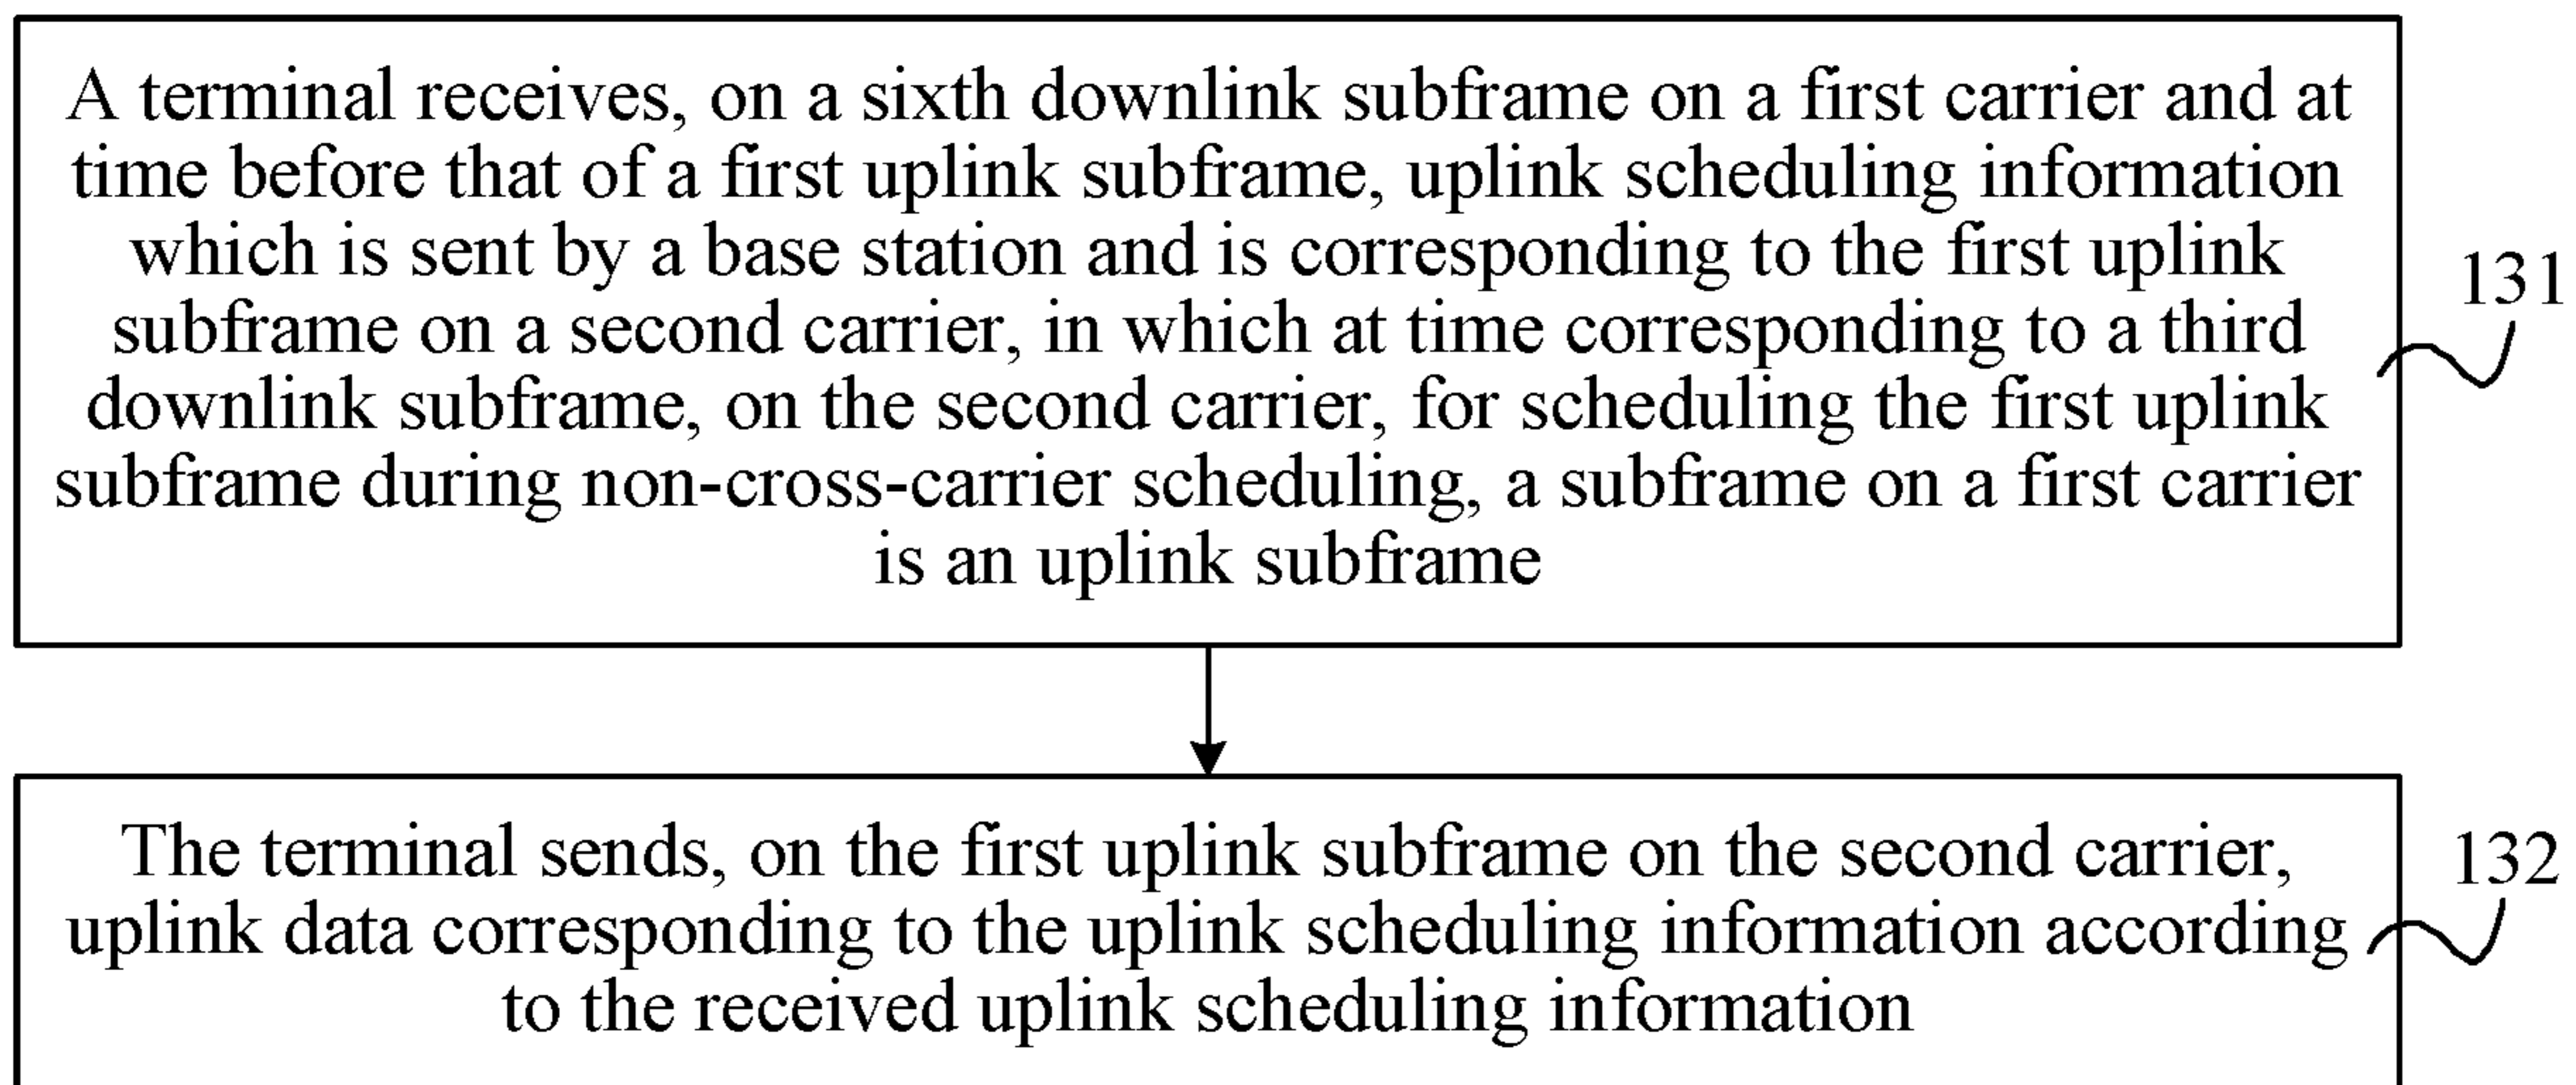 A terminal receives, on a sixth downlink subframe on a first carrier and at
time before that of a first uplink subframe, uplink scheduling information
which is sent by a base station and is corresponding to the first uplink
subframe on a second carrier, in which at time corresponding to a third
downlink subframe, on the second carrier, for scheduling the first uplink
subframe during non-cross-carrier scheduling, a subframe on a first carrier
is an uplink subframe
131
The terminal sends, on the first uplink subframe on the second carrier,
uplink data corresponding to the uplink scheduling information according
to the received uplink scheduling information
132